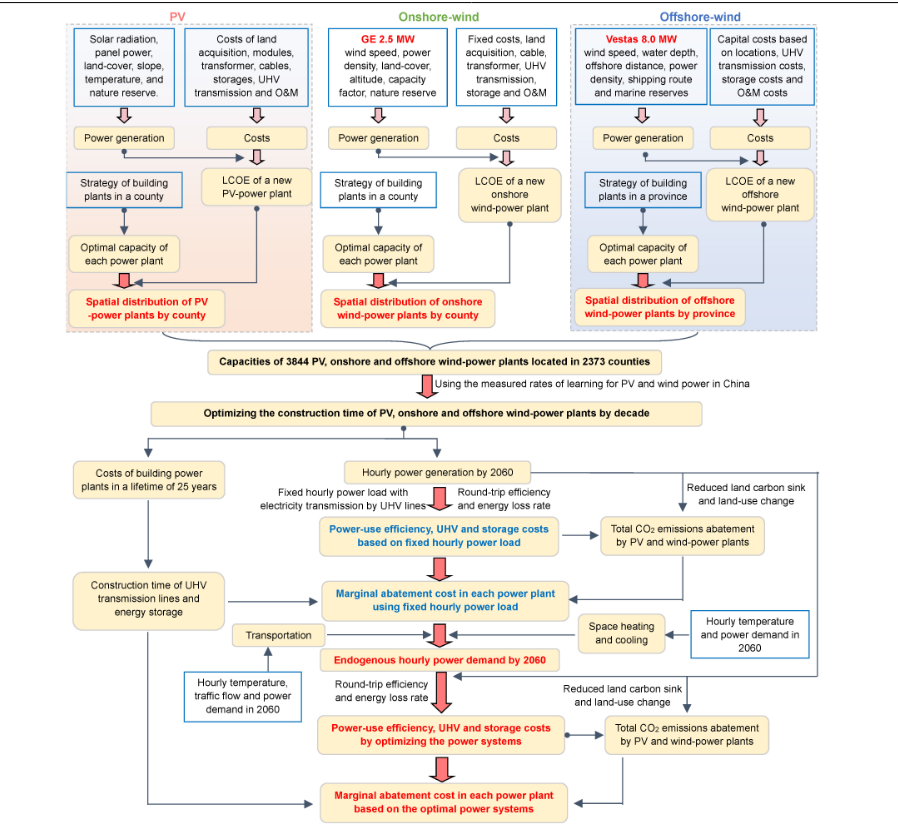 PV
Onshore-wind
Offshore-wind
Solar radiation,
panel power,
land-cover, slope,
temperature, and
nature reserve.
Costs of land
acquisition, modules,
transformer, cables,
storages, UHV
transmission and O&M
GE 2.5 MW
wind speed, power
density, land-cover,
altitude, capacity
factor, nature reserve
Fixed costs, land
acquisition, cable,
transformer, UHV
transmission,
storage and O&M
Vestas 8.0 MW
wind speed, water depth,
offshore distance, power
density, shipping route
and marine reserves
Capital costs based
on locations, UHV
transmission costs,
storage costs and
O&M costs
Power generation
Costs
Power generation
Costs
Power generation
Costs
Strategy of building
plants in a county
LCOE of a new
PV-power plant
Strategy of building
plants in a county
LCOE of a new
onshore
wind-power plant
Strategy of building
plants in a province
LCOE of a new
offshore
wind-power plant
Optimal capacity of
each power plant
Optimal capacity of
each power plant
Optimal capacity of
each power plant
Spatial distribution of PV
-power plants by county
Spatial distribution of onshore
wind-power plants by county
Spatial distribution of offshore
wind-power plants by province
Capacities of 3844 PV, onshore and offshore wind-power plants located in 2373 counties
Using the measured rates of learning for PV and wind power in China
Optimizing the construction time of PV, onshore and offshore wind-power plants by decade
Costs of building power
plants in a lifetime of 25 years
Hourly power generation by 2060
Fixed hourly power load with
electricity transmission by UHV lines
Round-trip efficiency
and energy loss rate
Reduced land carbon sink
and land-use change
Power-use efficiency, UHV and storage costs
based on fixed hourly power load
Total CO₂ emissions abatement
by PV and wind-power plants
Construction time of UHV
transmission lines and
energy storage
Marginal abatement cost in each power plant
using fixed hourly power load
Transportation
Space heating
and cooling
Hourly temperature
and power demand in
2060
Endogenous hourly power demand by 2060
Hourly temperature,
traffic flow and power
demand in 2060
Round-trip efficiency
and energy loss rate
Reduced land carbon sink
and land-use change
Power-use efficiency, UHV and storage costs
by optimizing the power systems
Total CO₂ emissions abatement
by PV and wind-power plants
Marginal abatement cost in each power plant
based on the optimal power systems